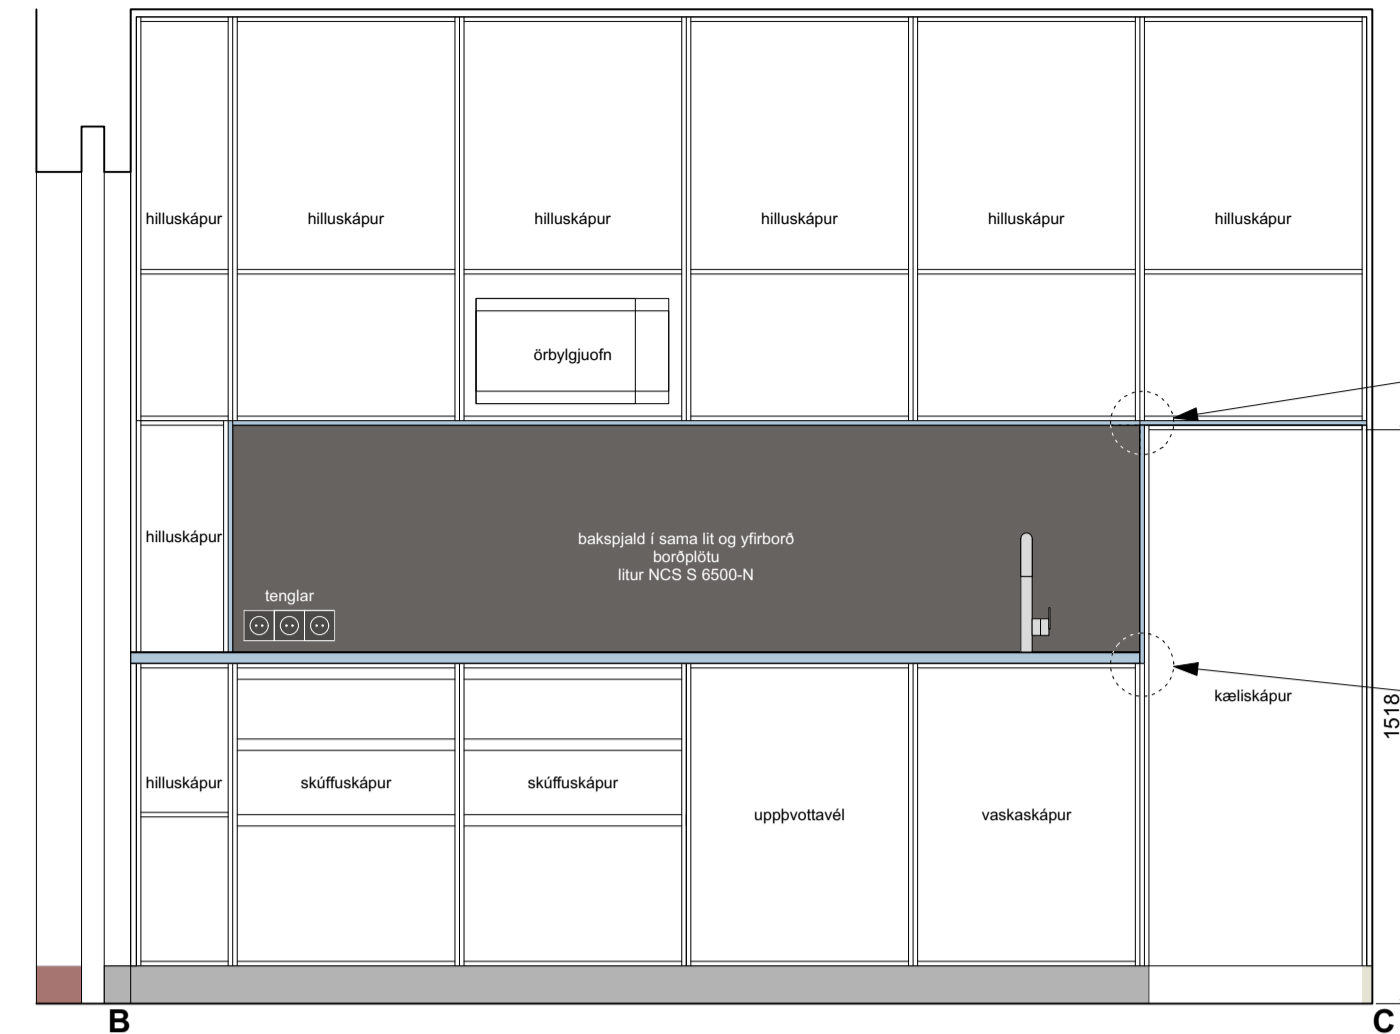 hilluskápur hilluskápur hilluskápur hilluskápur hilluskápur hilluskápur
örbylgjuofn
hilluskápur
bakspjald í sama lit og yfirborð
borðplötu
litur NCS S 6500-N
tenglar
kæliskápur
1518
hilluskápur skúffuskápur skúffuskápur
uppþvottavél vaskaskápur
B C